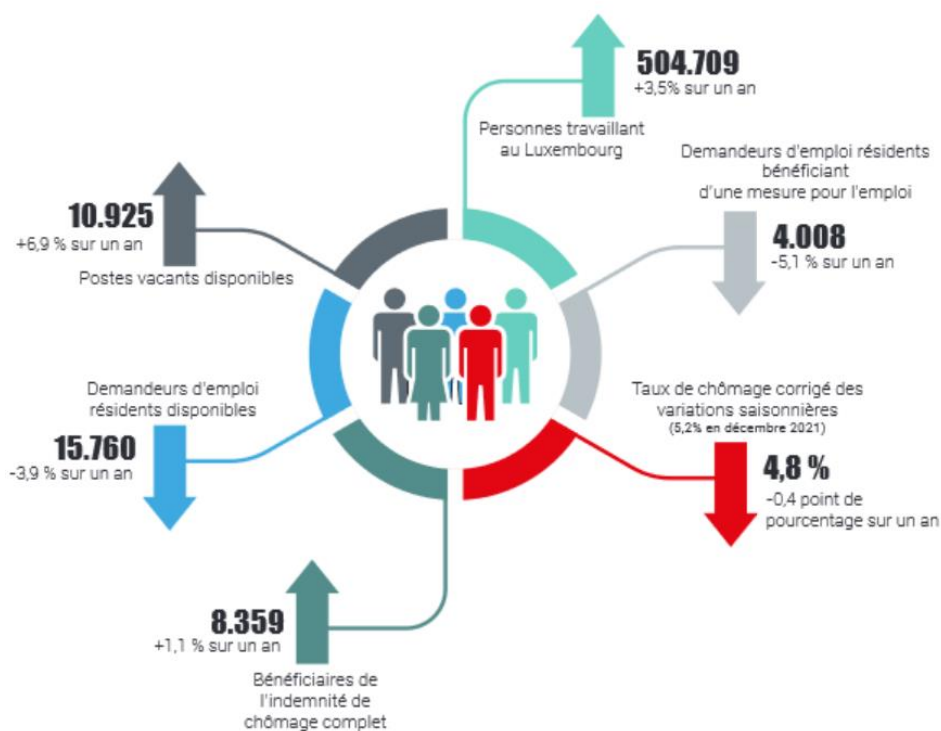 504.709
+3,5% sur un an
Personnes travaillant
au Luxembourg
Demandeurs d'emploi résidents
bénéficiant
d'une mesure pour l'emploi
4.008
-5,1 % sur un an
Taux de chômage corrigé des
variations saisonnières
(5,2% en décembre 2021)
4,8 %
-0,4 point de
pourcentage sur un an
8.359
+1,1 % sur un an
Bénéficiaires de
l'indemnité de
chômage complet
Demandeurs d'emploi
résidents disponibles
15.760
-3,9 % sur un an
10.925
+6,9 % sur un an
Postes vacants disponibles